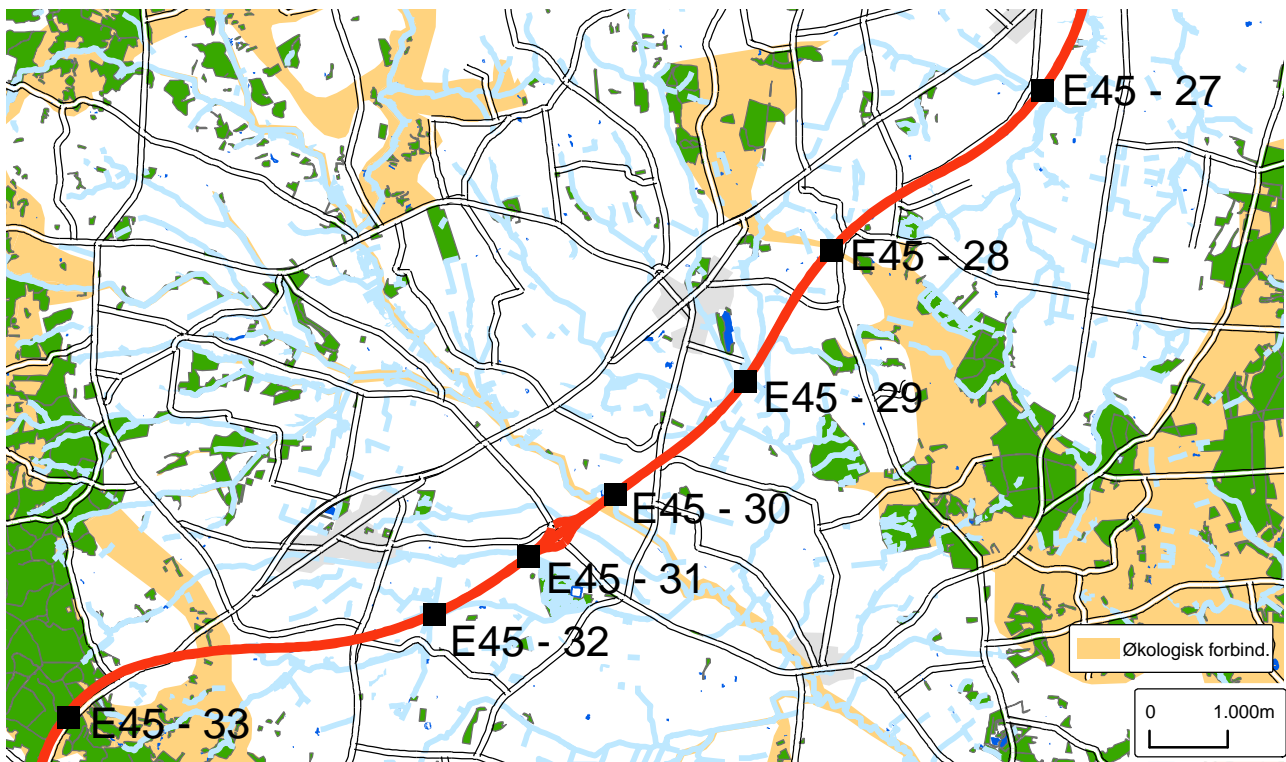 E45 - 27
E45 - 28
E45 - 29
E45 - 30
E45 - 31
E45 - 32
E45 - 33
Økologisk forbind.
0 1.000m